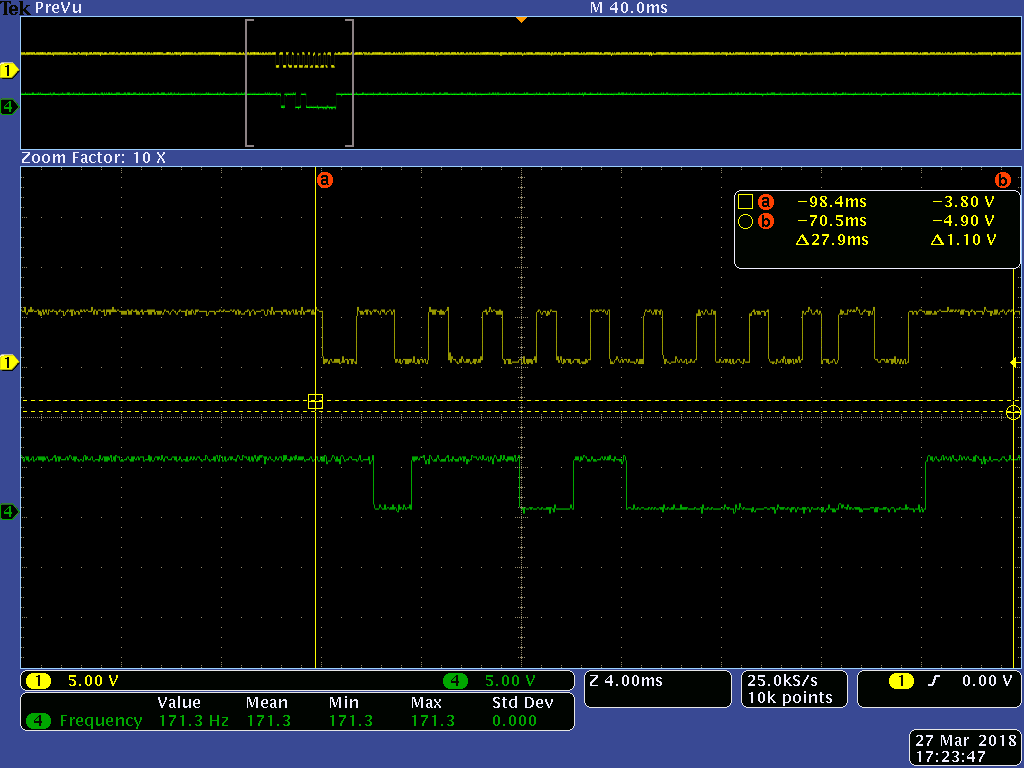 Tek PreVu M 40.0ms
1
4
Zoom Factor: 10 X
a b
a −98.4ms −3.80 V
b −70.5ms −4.90 V
Δ27.9ms Δ1.10 V
1
4
1 5.00 V 4 5.00 V Z 4.00ms 25.0kS/s 1 0.00 V
10k points
Value Mean Min Max Std Dev
4 Frequency 171.3 Hz 171.3 171.3 171.3 0.000
27 Mar 2018
17:23:47